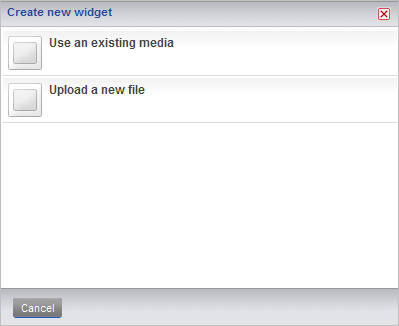 Create new widget
Use an existing media
Upload a new file
Cancel